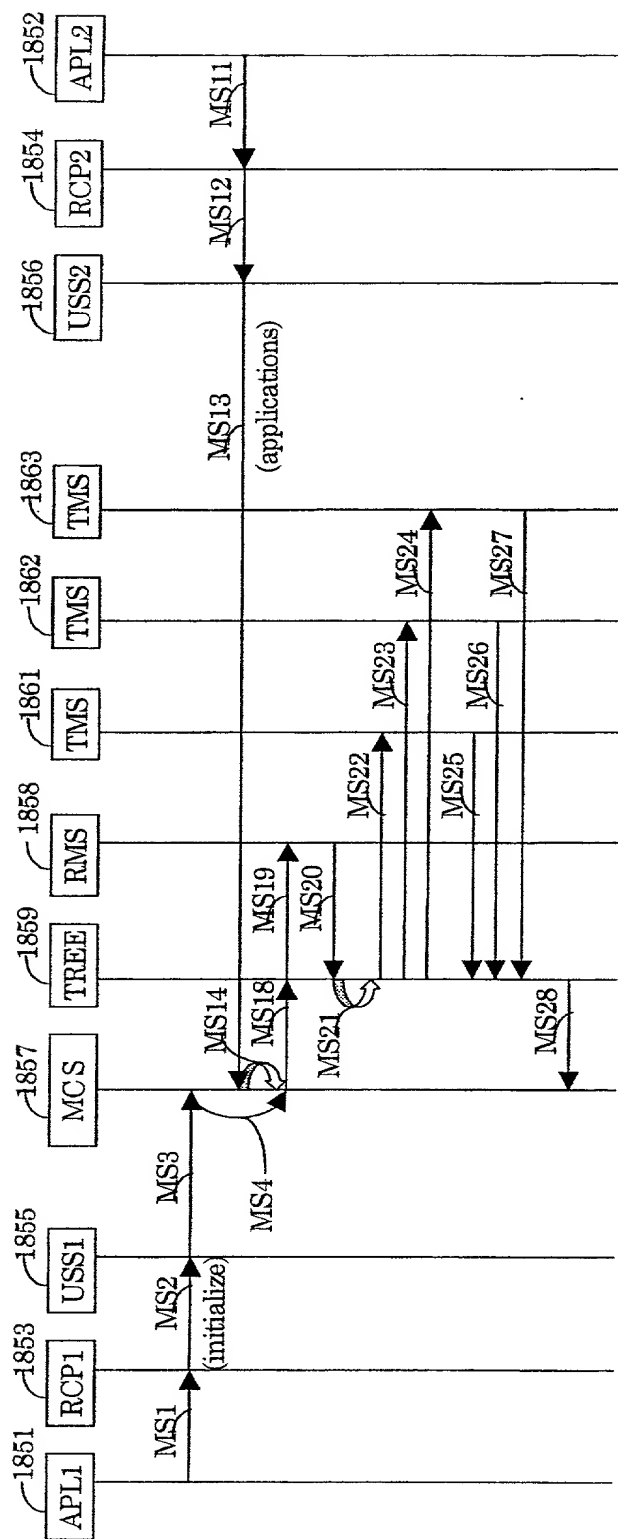 1851
APL1
1853
RCP1
1855
USS1
1857
MCS
1859
TREE
1858
RMS
1861
TMS
1862
TMS
1863
TMS
1856
USS2
1854
RCP2
1852
APL2
MS1
MS2
(initialize)
MS3
MS4
MS11
MS12
MS13
(applications)
MS14
MS18
MS19
MS20
MS21
MS22
MS23
MS24
MS25
MS26
MS27
MS28